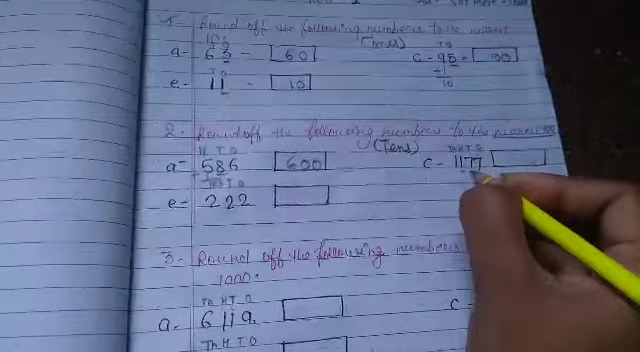 1. Round off the following numbers to the nearest
(Tens)
T O
a- 63 - 60
T O
c- 95 = 100
+1
10
T O
e- 11 - 10
2. Round off the following numbers to the nearest
(Tens)
H T O
a- 586 600
Th H T O
c- 1177
H T O
e- 222
3- Round off the following numbers
1000.
Th H T O
a- 6119.
c-
Th H T O